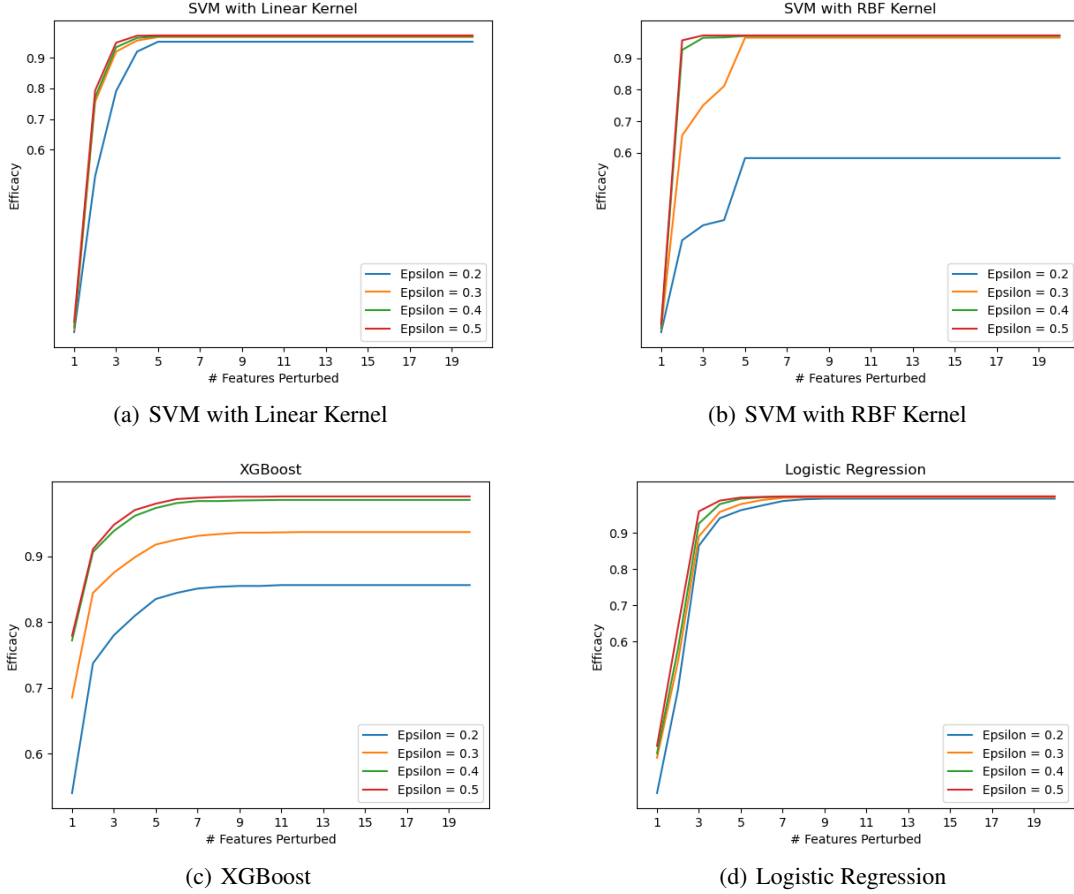 SVM with Linear Kernel
0.9
0.8
0.7
0.6
Efficacy
Epsilon = 0.2
Epsilon = 0.3
Epsilon = 0.4
Epsilon = 0.5
1 3 5 7 9 11 13 15 17 19
# Features Perturbed
(a) SVM with Linear Kernel
SVM with RBF Kernel
0.9
0.8
0.7
0.6
Efficacy
Epsilon = 0.2
Epsilon = 0.3
Epsilon = 0.4
Epsilon = 0.5
1 3 5 7 9 11 13 15 17 19
# Features Perturbed
(b) SVM with RBF Kernel
XGBoost
0.9
0.8
0.7
0.6
Efficacy
Epsilon = 0.2
Epsilon = 0.3
Epsilon = 0.4
Epsilon = 0.5
1 3 5 7 9 11 13 15 17 19
# Features Perturbed
(c) XGBoost
Logistic Regression
0.9
0.8
0.7
0.6
Efficacy
Epsilon = 0.2
Epsilon = 0.3
Epsilon = 0.4
Epsilon = 0.5
1 3 5 7 9 11 13 15 17 19
# Features Perturbed
(d) Logistic Regression